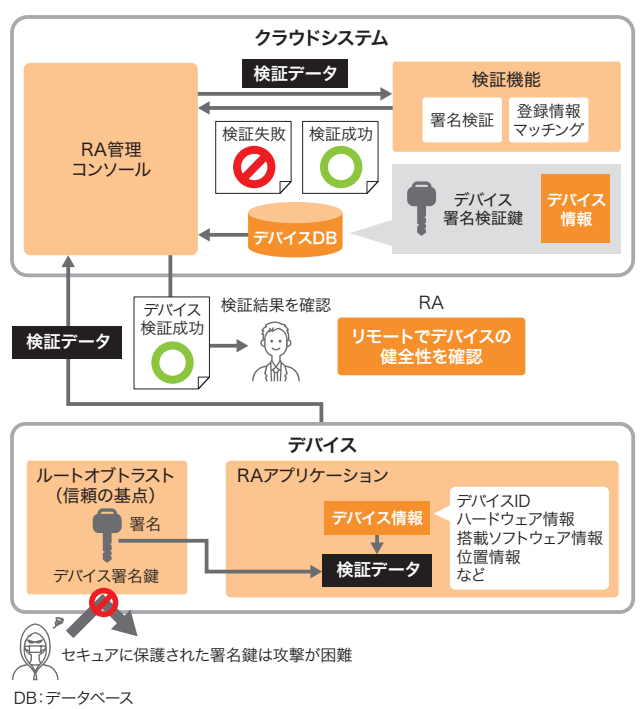 クラウドシステム
検証データ
検証機能
署名検証
登録情報
マッチング
RA管理
コンソール
検証失敗
検証成功
デバイスDB
デバイス
署名検証鍵
デバイス
情報
検証データ
デバイス
検証成功
検証結果を確認
RA
リモートでデバイスの
健全性を確認
デバイス
ルートオブトラスト
（信頼の基点）
署名
デバイス署名鍵
RAアプリケーション
デバイス情報
検証データ
デバイスID
ハードウェア情報
搭載ソフトウェア情報
位置情報
など
セキュアに保護された署名鍵は攻撃が困難
DB：データベース